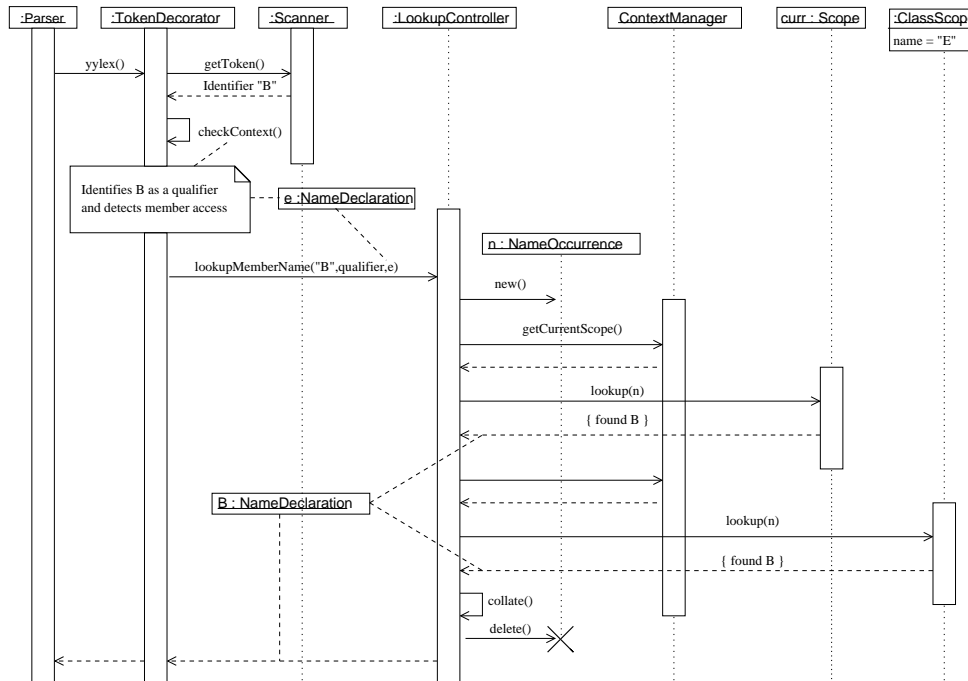 :Parser
:TokenDecorator
:Scanner
:LookupController
ContextManager
curr : Scope
:ClassScop
name = "E"
yylex()
getToken()
Identifier "B"
checkContext()
Identifies B as a qualifier
and detects member access
e :NameDeclaration
n : NameOccurrence
lookupMemberName("B",qualifier,e)
new()
getCurrentScope()
lookup(n)
{ found B }
B : NameDeclaration
lookup(n)
{ found B }
collate()
delete()